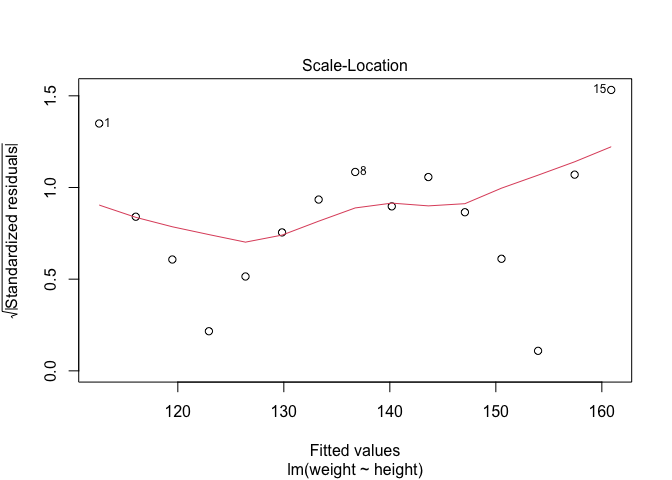 Scale-Location
√|Standardized residuals|
0.0 0.5 1.0 1.5
1
8
15
120 130 140 150 160
Fitted values
lm(weight ~ height)